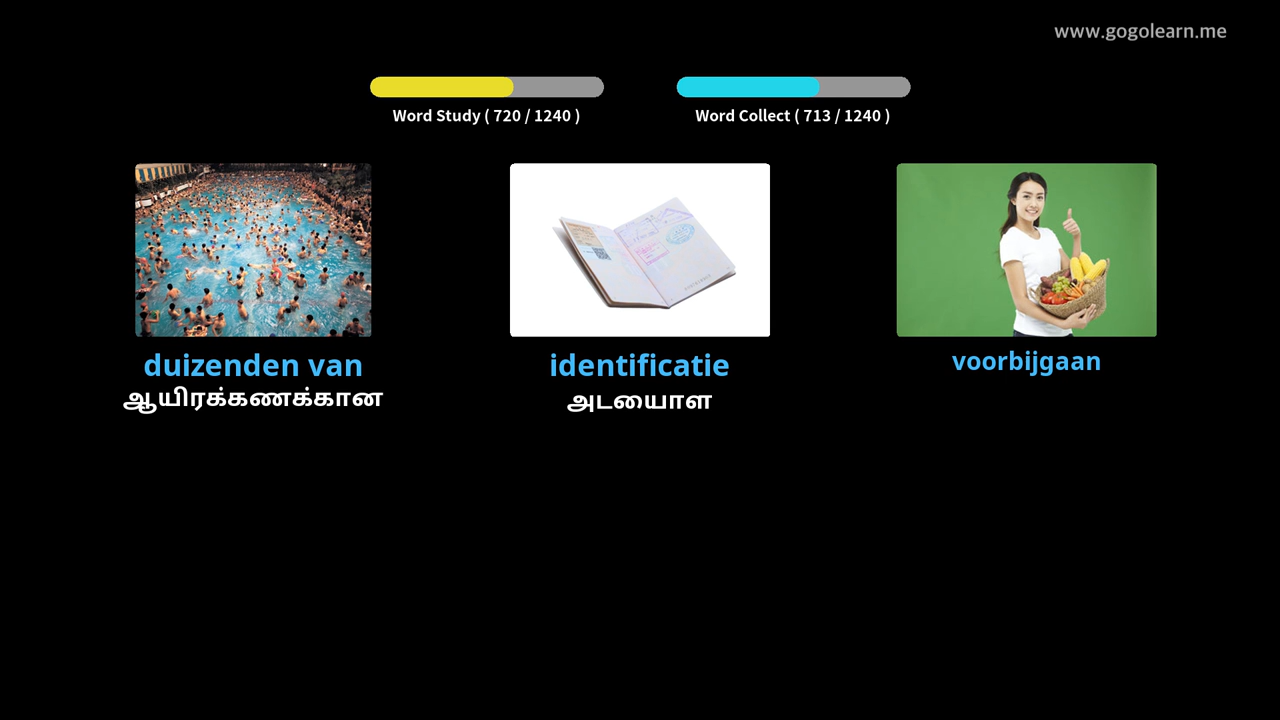 www.gogolearn.me
Word Study ( 720 / 1240 )
Word Collect ( 713 / 1240 )
duizenden van
ஆயிரக்கணக்கான
identificatie
அடையாள
voorbijgaan